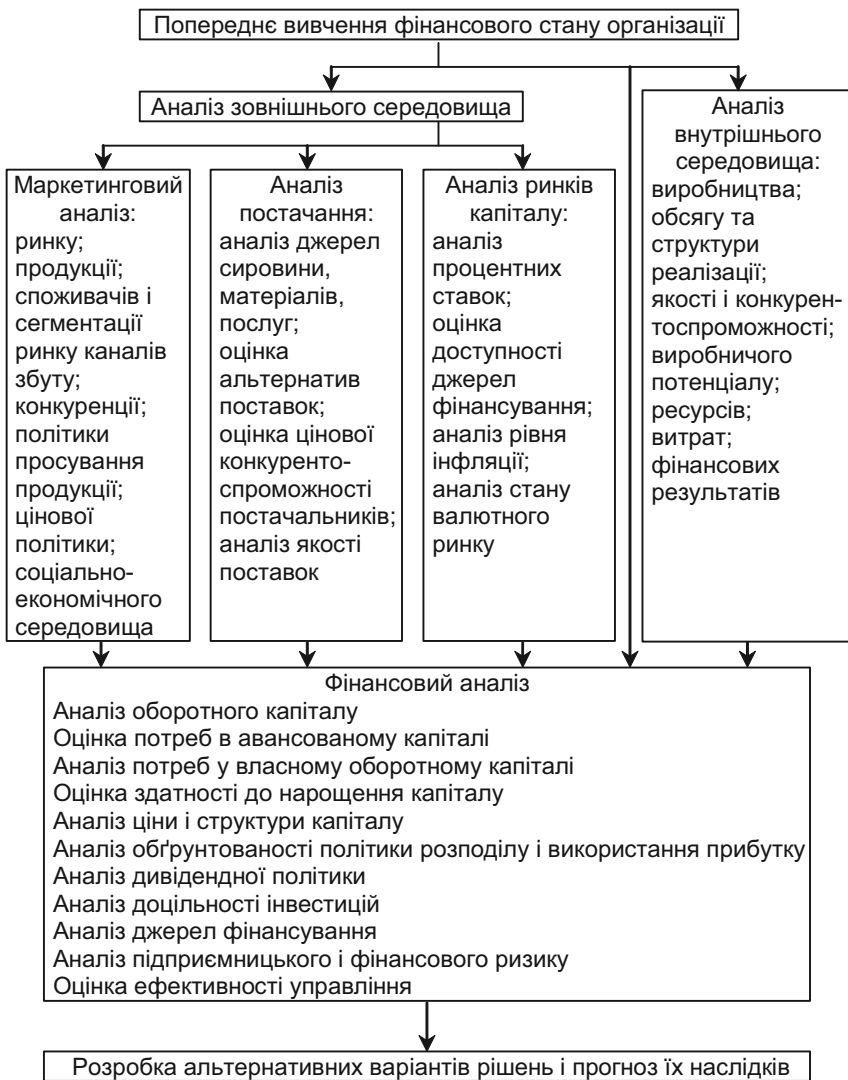 Попереднє вивчення фінансового стану організації
Аналіз зовнішнього середовища
Маркетинговий
аналіз:
ринку;
продукції;
споживачів і
сегментації
ринку каналів
збуту;
конкуренції;
політики
просування
продукції;
цінової
політики;
соціально-
економічного
середовища
Аналіз
постачання:
аналіз джерел
сировини,
матеріалів,
послуг;
оцінка
альтернатив
поставок;
оцінка цінової
конкуренто-
спроможності
постачальників;
аналіз якості
поставок
Аналіз ринків
капіталу:
аналіз
процентних
ставок;
оцінка
доступності
джерел
фінансування;
аналіз рівня
інфляції;
аналіз стану
валютного
ринку
Аналіз
внутрішнього
середовища:
виробництва;
обсягу та
структури
реалізації;
якості і конкурен-
тоспроможності;
виробничого
потенціалу;
ресурсів;
витрат;
фінансових
результатів
Фінансовий аналіз
Аналіз оборотного капіталу
Оцінка потреб в авансованому капіталі
Аналіз потреб у власному оборотному капіталі
Оцінка здатності до нарощення капіталу
Аналіз ціни і структури капіталу
Аналіз обґрунтованості політики розподілу і використання прибутку
Аналіз дивідендної політики
Аналіз доцільності інвестицій
Аналіз джерел фінансування
Аналіз підприємницького і фінансового ризику
Оцінка ефективності управління
Розробка альтернативних варіантів рішень і прогноз їх наслідків